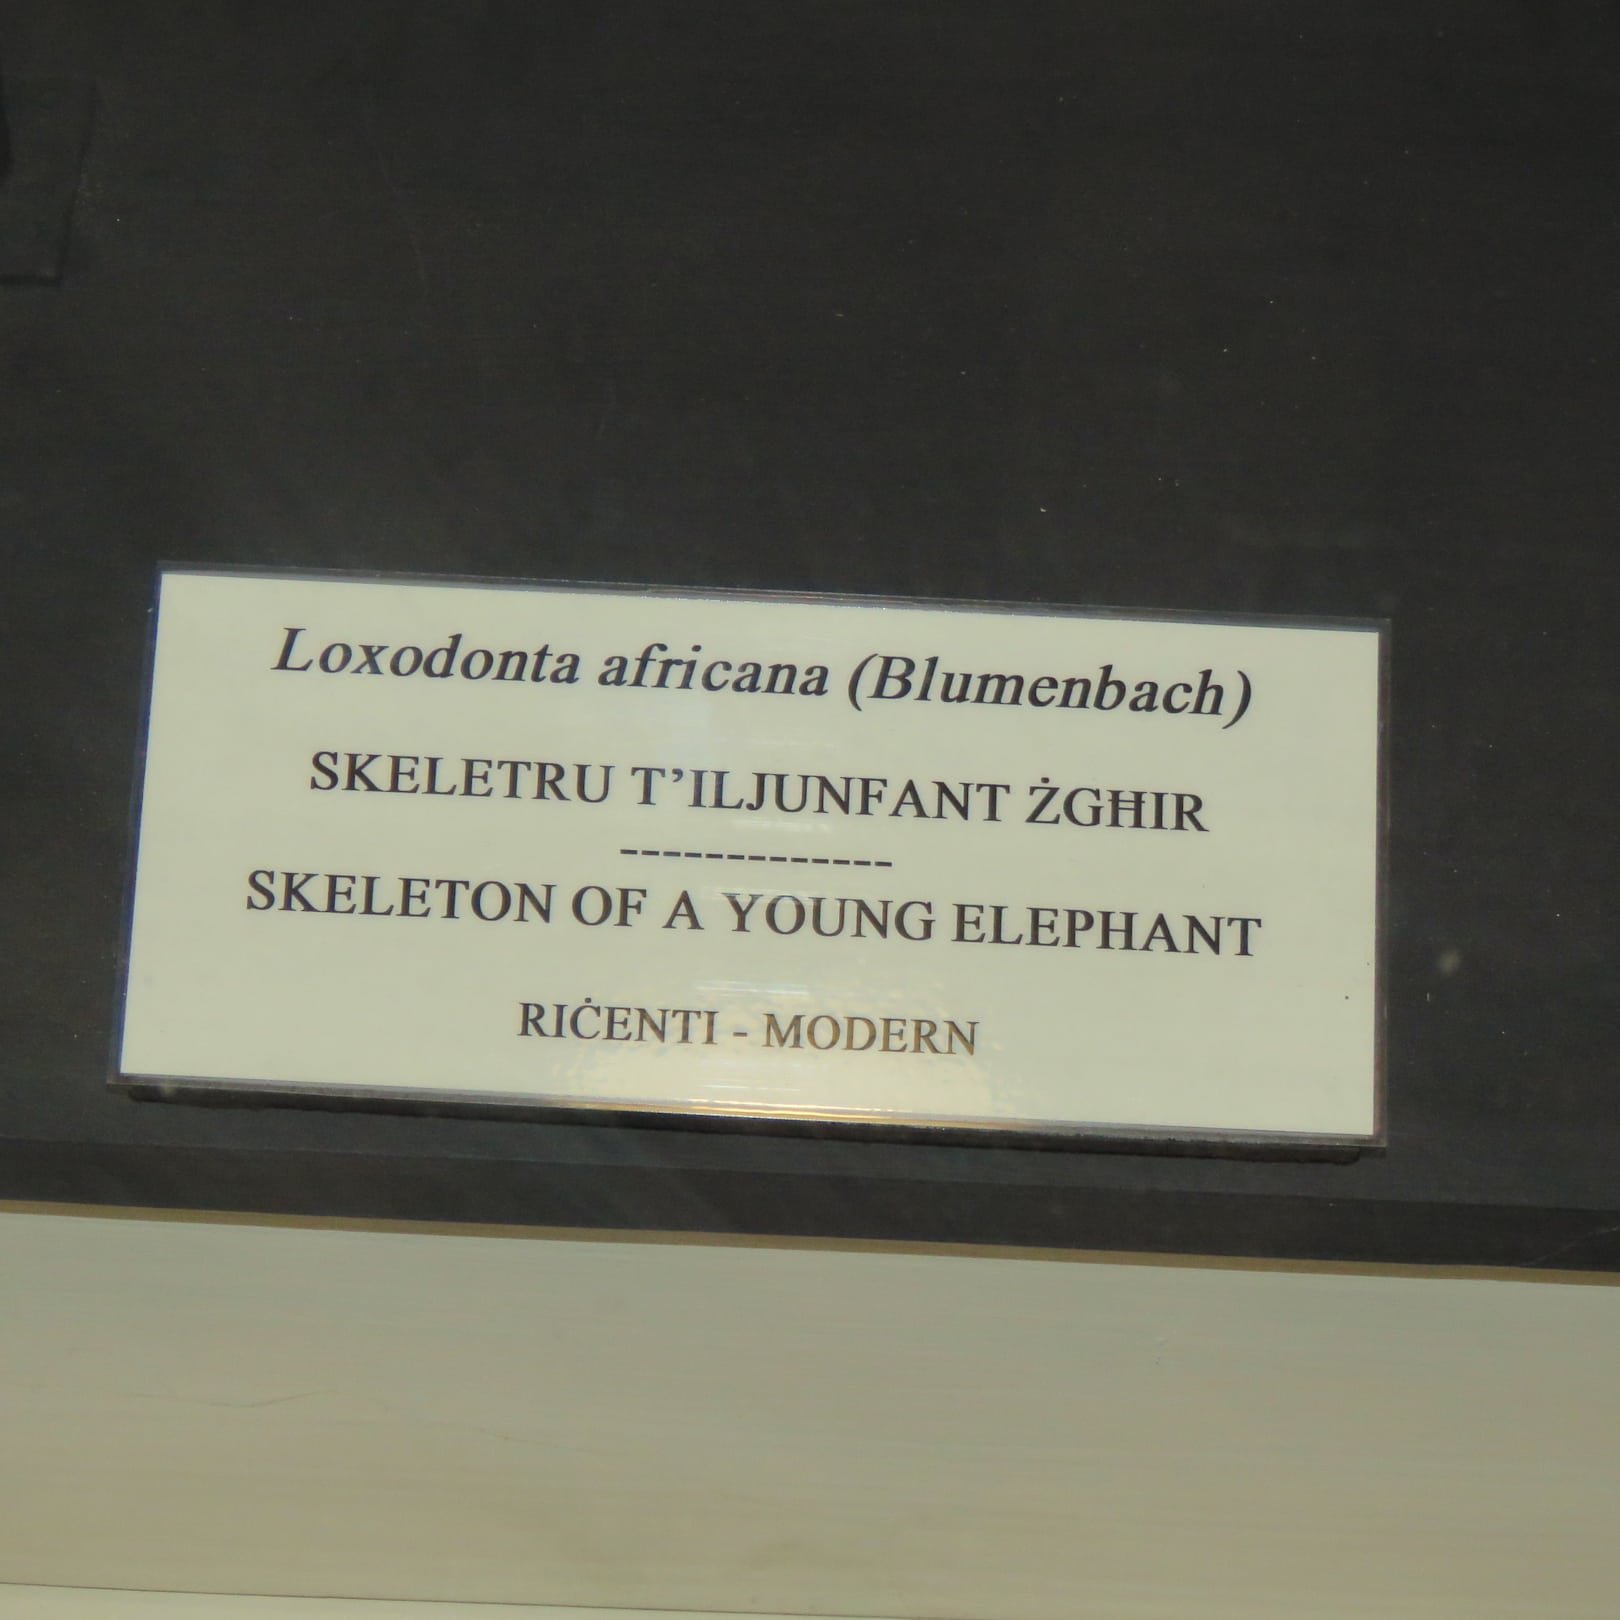 Loxodonta africana (Blumenbach)
SKELETRU T’ILJUNFANT ŻGĦIR
-------------
SKELETON OF A YOUNG ELEPHANT
RIĊENTI - MODERN